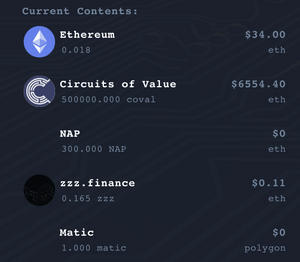 Current Contents:
Ethereum $34.00
0.018 eth
Circuits of Value $6554.40
500000.000 coval eth
NAP $0
300.000 NAP eth
zzz.finance $0.11
0.165 zzz eth
Matic $0
1.000 matic polygon